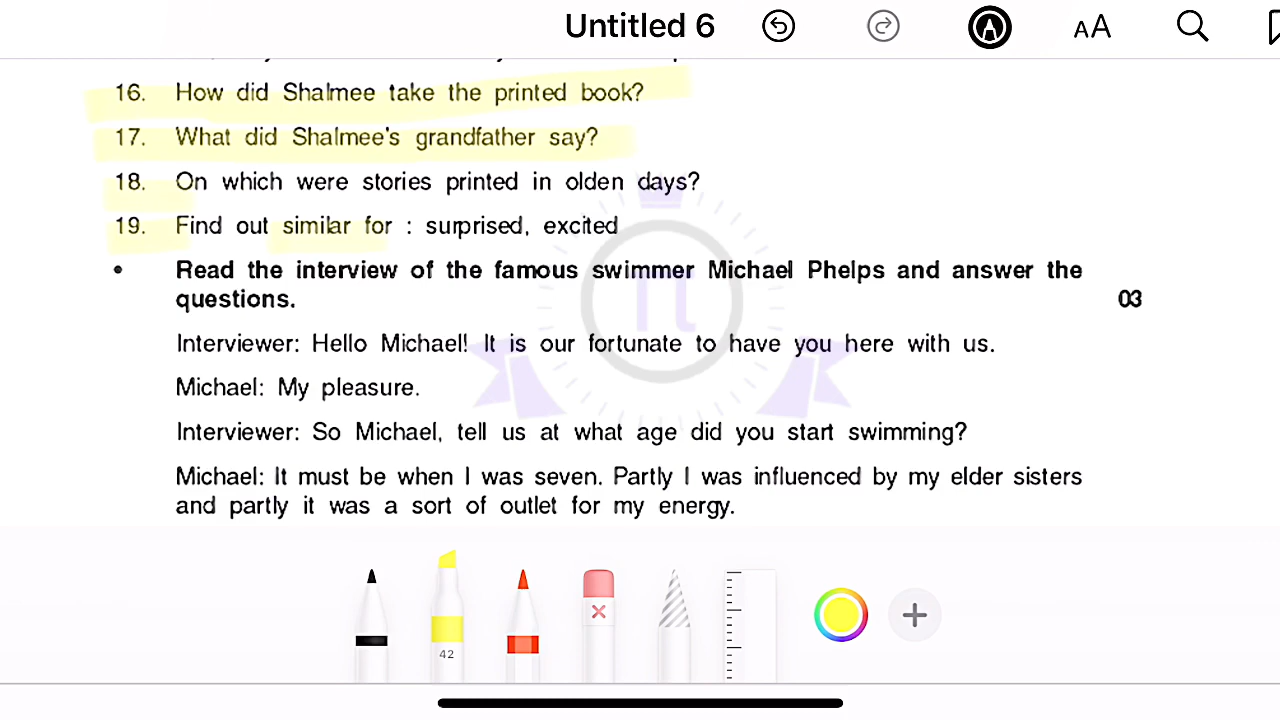 Untitled 6
AA
16. How did Shalmee take the printed book?
17. What did Shalmee's grandfather say?
18. On which were stories printed in olden days?
19. Find out similar for : surprised, excited
• Read the interview of the famous swimmer Michael Phelps and answer the
questions. 03
Interviewer: Hello Michael! It is our fortunate to have you here with us.
Michael: My pleasure.
Interviewer: So Michael, tell us at what age did you start swimming?
Michael: It must be when I was seven. Partly I was influenced by my elder sisters
and partly it was a sort of outlet for my energy.
42